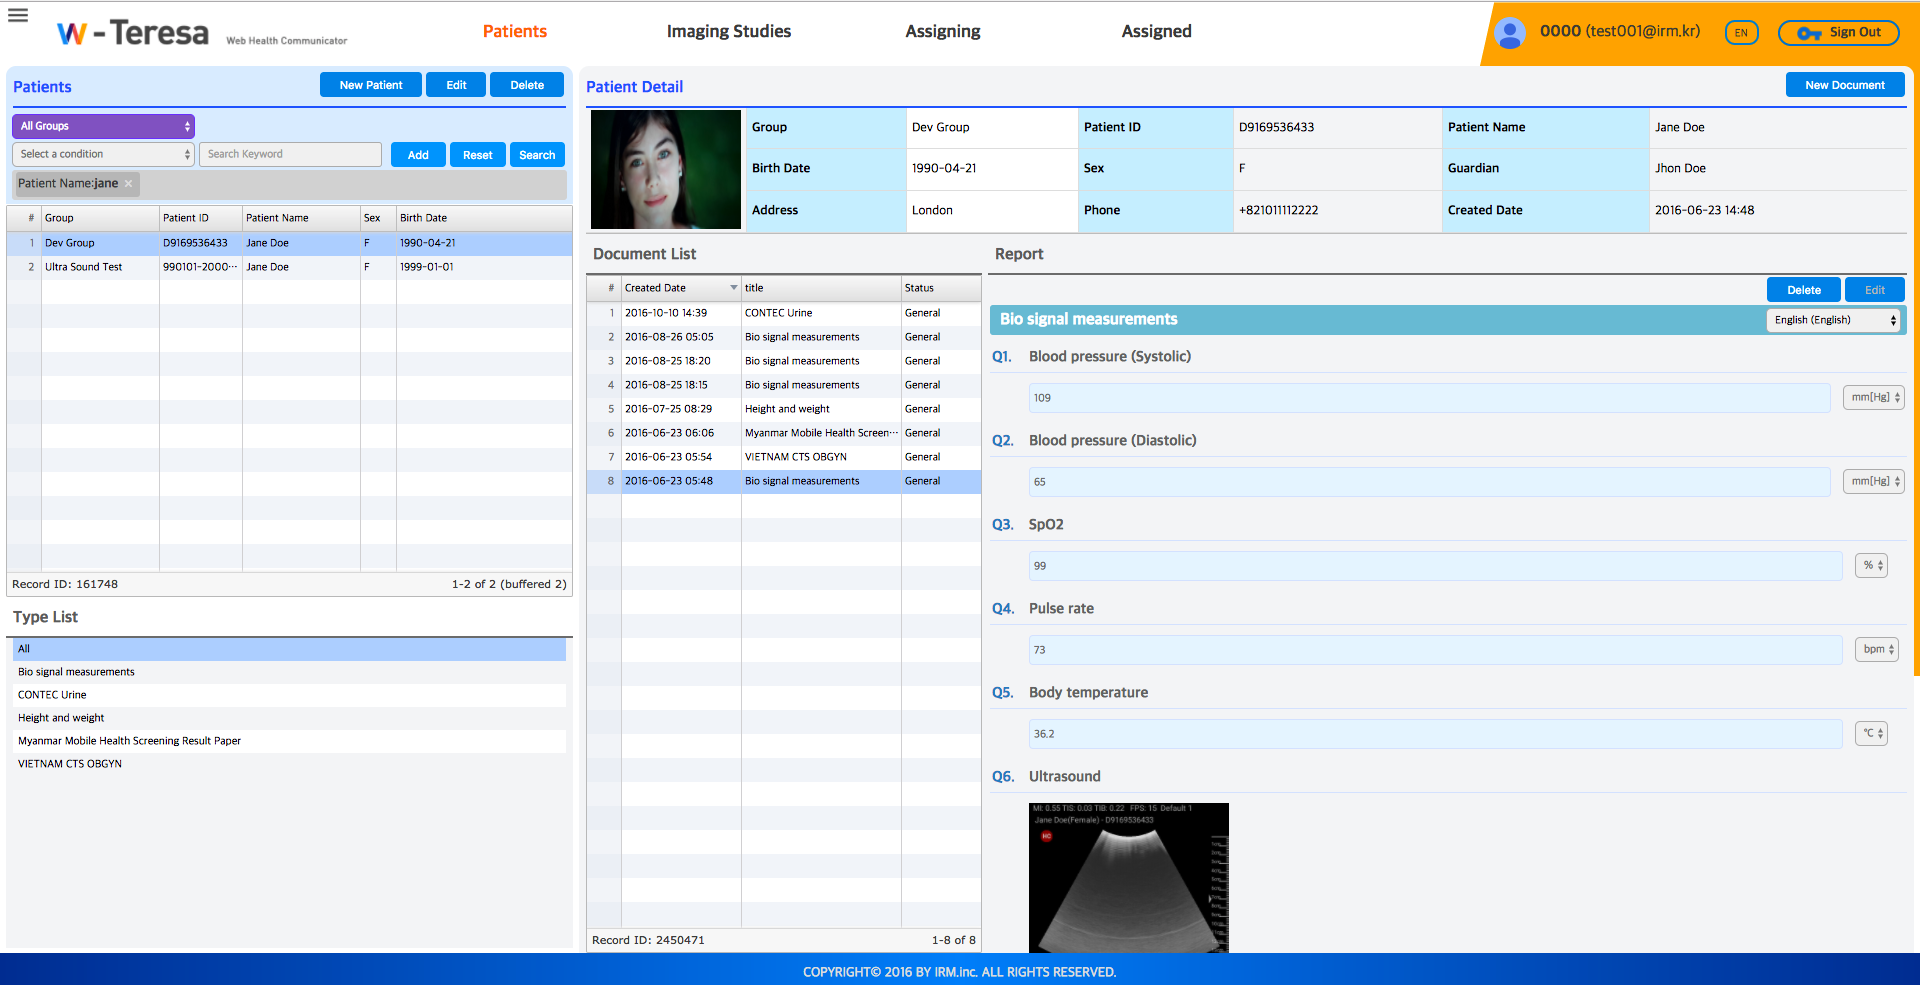 W - Teresa Web Health Communicator
Patients Imaging Studies Assigning Assigned
0000 (test001@irm.kr) EN Sign Out
Patients New Patient Edit Delete
All Groups
Select a condition Search Keyword Add Reset Search
Patient Name:jane ×
# Group Patient ID Patient Name Sex Birth Date
1 Dev Group D9169536433 Jane Doe F 1990-04-21
2 Ultra Sound Test 990101-2000··· Jane Doe F 1999-01-01
Record ID: 161748 1-2 of 2 (buffered 2)
Type List
All
Bio signal measurements
CONTEC Urine
Height and weight
Myanmar Mobile Health Screening Result Paper
VIETNAM CTS OBGYN
Patient Detail New Document
Group Dev Group Patient ID D9169536433 Patient Name Jane Doe
Birth Date 1990-04-21 Sex F Guardian Jhon Doe
Address London Phone +821011112222 Created Date 2016-06-23 14:48
Document List
# Created Date title Status
1 2016-10-10 14:39 CONTEC Urine General
2 2016-08-26 05:05 Bio signal measurements General
3 2016-08-25 18:20 Bio signal measurements General
4 2016-08-25 18:15 Bio signal measurements General
5 2016-07-25 08:29 Height and weight General
6 2016-06-23 06:06 Myanmar Mobile Health Screen··· General
7 2016-06-23 05:54 VIETNAM CTS OBGYN General
8 2016-06-23 05:48 Bio signal measurements General
Record ID: 2450471 1-8 of 8
Report
Delete Edit
Bio signal measurements English (English)
Q1. Blood pressure (Systolic)
109 mm[Hg]
Q2. Blood pressure (Diastolic)
65 mm[Hg]
Q3. SpO2
99 %
Q4. Pulse rate
73 bpm
Q5. Body temperature
36.2 °C
Q6. Ultrasound
MI: 0.55 TIS: 0.03 TIB: 0.22 FPS: 15 Default 1
Jane Doe(Female) - D9169536433
HC
COPYRIGHT© 2016 BY IRM.inc. ALL RIGHTS RESERVED.